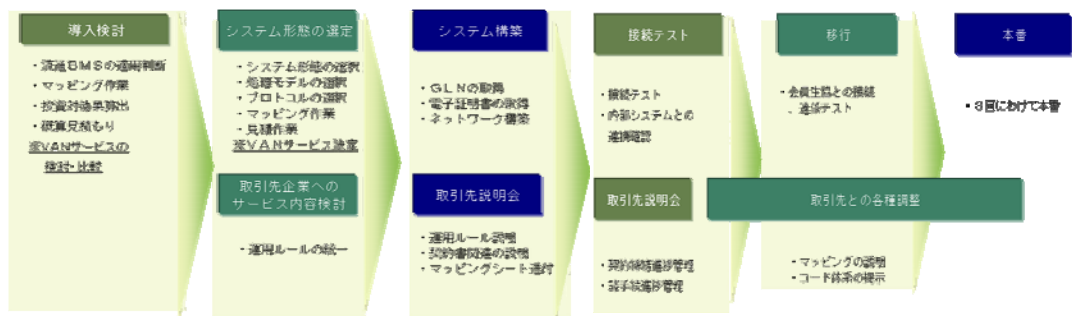 導入検討
・流通BMSの適用判断
・マッピング作業
・投資対効果算出
・概算見積もり
※VANサービスの
検討・比較
システム形態の選定
・システム形態の選択
・処理モデルの選択
・プロトコルの選択
・マッピング作業
・見積作業
※VANサービス決定
取引先企業への
サービス内容検討
・運用ルールの統一
システム構築
・GLNの取得
・電子証明書の取得
・ネットワーク構築
取引先説明会
・運用ルール説明
・契約書関連の説明
・マッピングシート送付
接続テスト
・接続テスト
・内部システムとの
連携確認
取引先説明会
・契約締結進捗管理
・諸手続進捗管理
移行
・会員生協との接続
、連係テスト
取引先との各種調整
・マッピングの説明
・コード体系の提示
本番
・3回にわけて本番